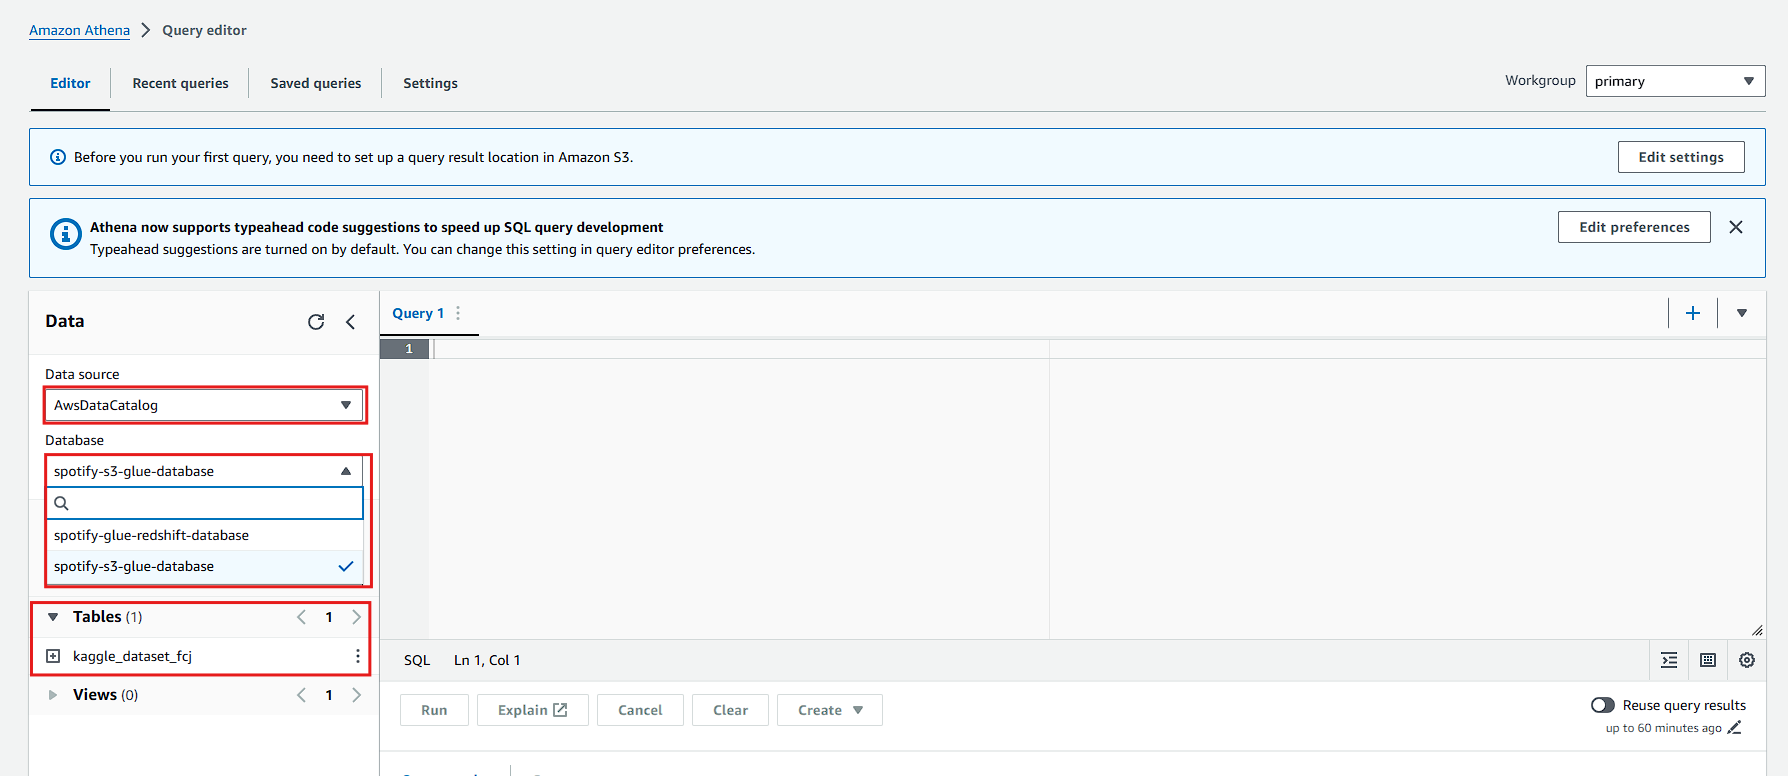 Amazon Athena > Query editor
Editor Recent queries Saved queries Settings
Workgroup primary
Before you run your first query, you need to set up a query result location in Amazon S3.
Edit settings
Athena now supports typeahead code suggestions to speed up SQL query development
Typeahead suggestions are turned on by default. You can change this setting in query editor preferences.
Edit preferences
Data
Data source
AwsDataCatalog
Database
spotify-s3-glue-database
spotify-glue-redshift-database
spotify-s3-glue-database
Tables (1) 1
kaggle_dataset_fcj
Views (0) 1
Query 1
1
SQL Ln 1, Col 1
Run Explain Cancel Clear Create
Reuse query results
up to 60 minutes ago